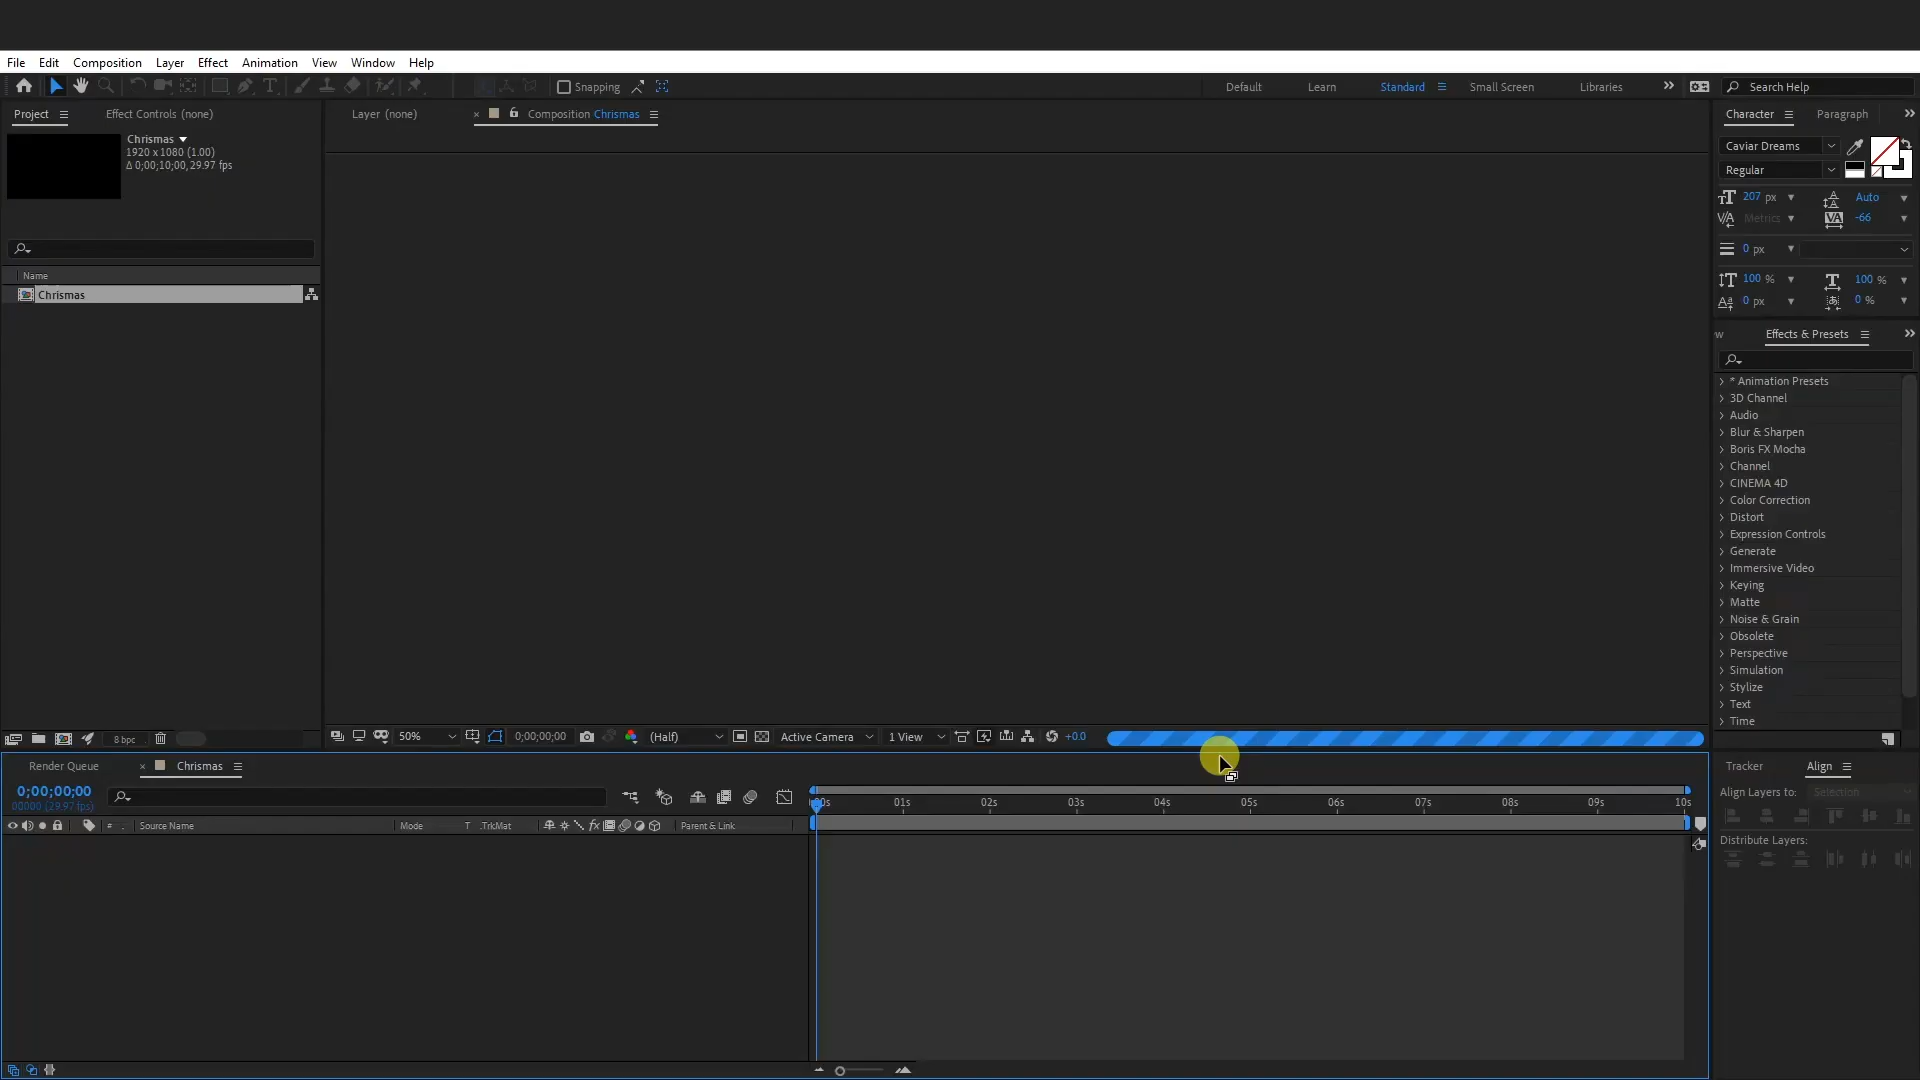 File Edit Composition Layer Effect Animation View Window Help
Snapping Default Learn Standard Small Screen Libraries Search Help
Project Effect Controls (none) Layer (none) Composition Chrismas Character Paragraph
Chrismas
1920 x 1080 (1.00)
Δ 0;00;10;00, 29.97 fps
Caviar Dreams
Regular
207 px Auto
Metrics -66
0 px
100 % 100 %
0 px 0 %
Name
Chrismas
w Effects & Presets
* Animation Presets
3D Channel
Audio
Blur & Sharpen
Boris FX Mocha
Channel
CINEMA 4D
Color Correction
Distort
Expression Controls
Generate
Immersive Video
Keying
Matte
Noise & Grain
Obsolete
Perspective
Simulation
Stylize
Text
Time
8 bpc 50% 0;00;00;00 (Half) Active Camera 1 View +0.0
Render Queue Chrismas
0;00;00;00
00000 (29.97 fps)
:00s 01s 02s 03s 04s 05s 06s 07s 08s 09s 10s
# Source Name Mode T .TrkMat fx Parent & Link
Tracker Align
Align Layers to: Selection
Distribute Layers: